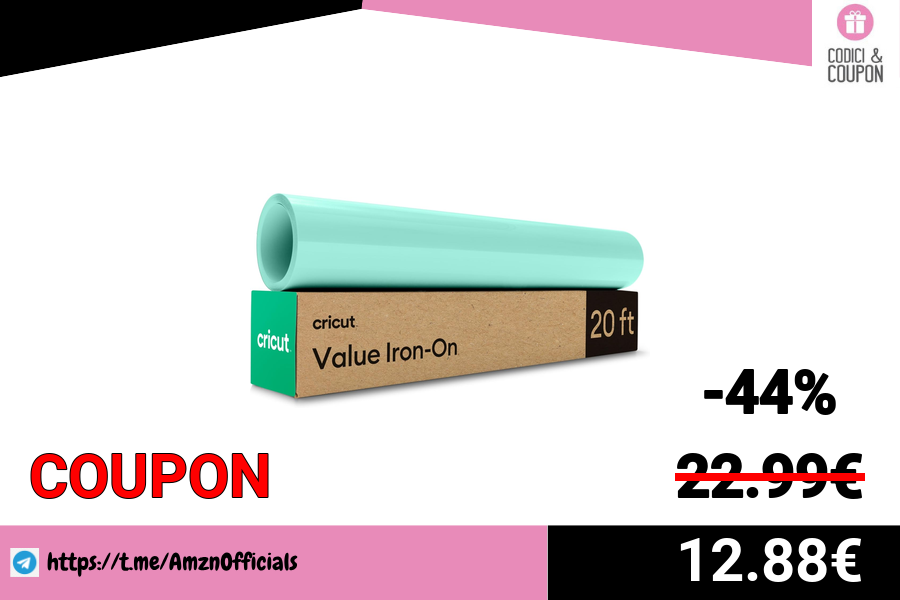 CODICI &
COUPON
cricut
cricut
Value Iron-On
20 ft
-44%
COUPON
22.99€
https://t.me/AmznOfficials
12.88€